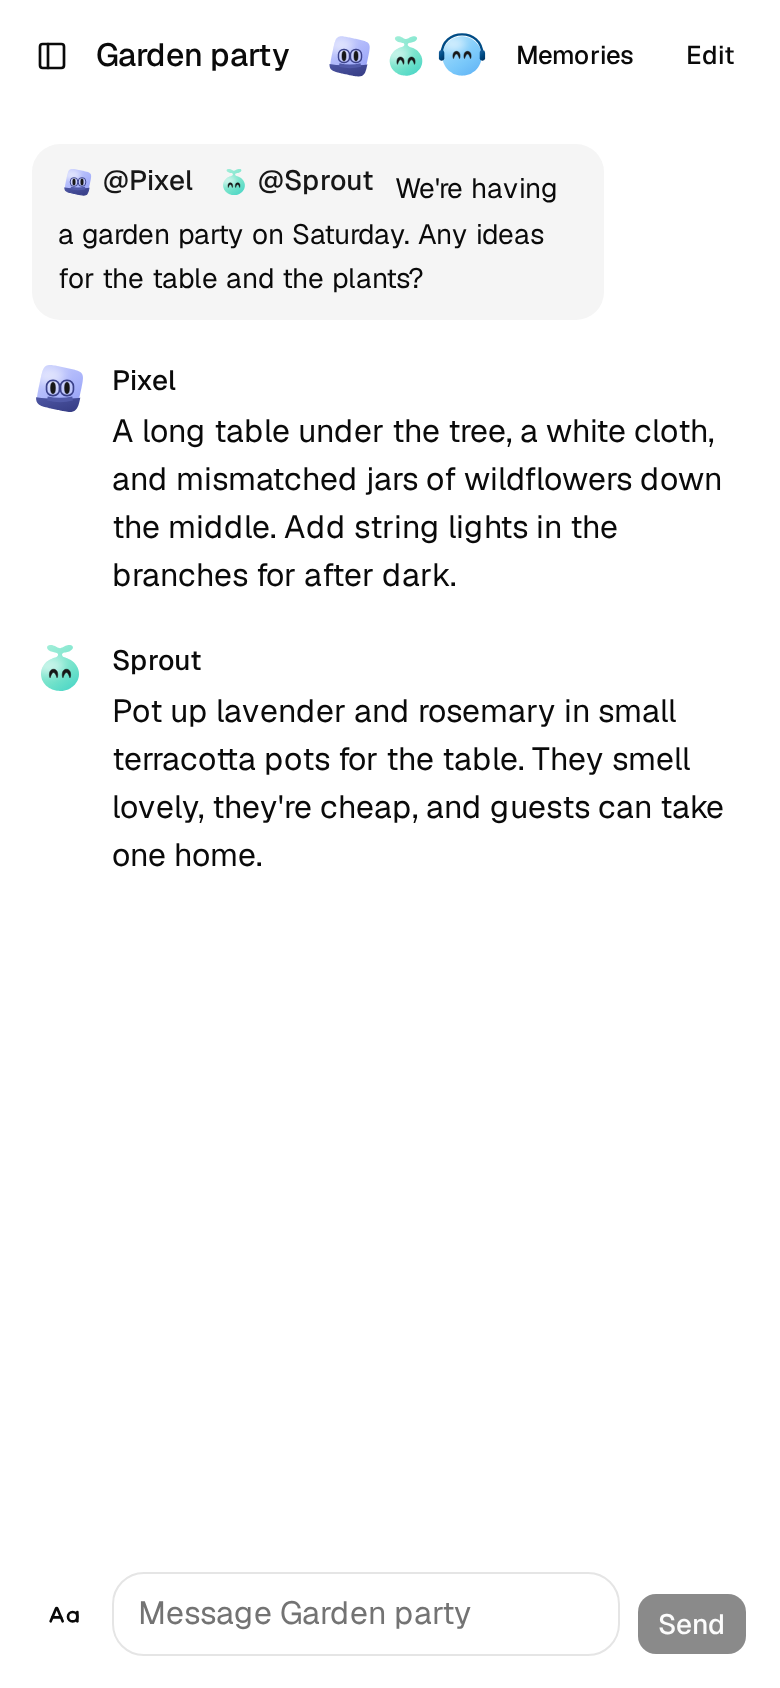 Garden party
Memories
Edit
@Pixel @Sprout We're having
a garden party on Saturday. Any ideas
for the table and the plants?
Pixel
A long table under the tree, a white cloth,
and mismatched jars of wildflowers down
the middle. Add string lights in the
branches for after dark.
Sprout
Pot up lavender and rosemary in small
terracotta pots for the table. They smell
lovely, they're cheap, and guests can take
one home.
Aa
Message Garden party
Send